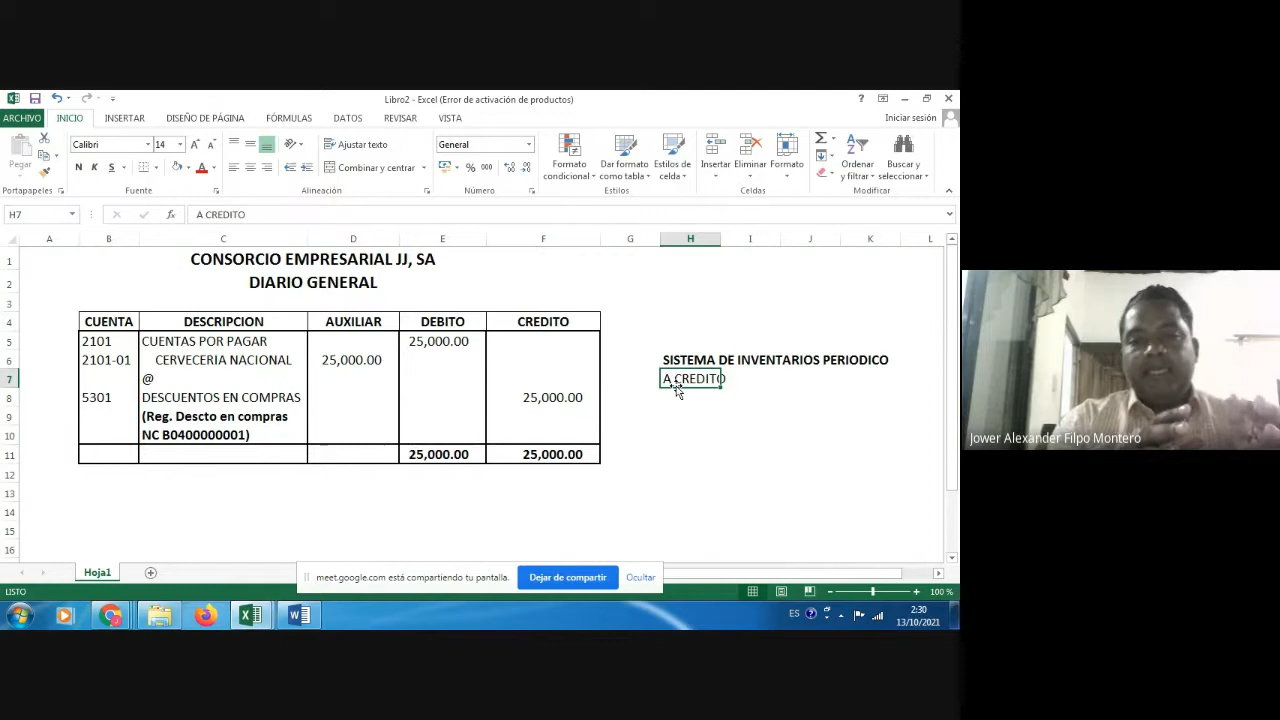 Libro2 - Excel (Error de activación de productos)
ARCHIVO INICIO INSERTAR DISEÑO DE PÁGINA FÓRMULAS DATOS REVISAR VISTA Iniciar sesión
Calibri 14 Ajustar texto General
Pegar N K S A Combinar y centrar % 000 Formato condicional Dar formato como tabla Estilos de celda Insertar Eliminar Formato Ordenar y filtrar Buscar y seleccionar
Portapapeles Fuente Alineación Número Estilos Celdas Modificar
H7 fx A CREDITO
A B C D E F G H I J K L
1 CONSORCIO EMPRESARIAL JJ, SA
2 DIARIO GENERAL
3
4 CUENTA DESCRIPCION AUXILIAR DEBITO CREDITO
5 2101 CUENTAS POR PAGAR 25,000.00
6 2101-01 CERVECERIA NACIONAL 25,000.00 SISTEMA DE INVENTARIOS PERIODICO
7 @ A CREDITO
8 5301 DESCUENTOS EN COMPRAS 25,000.00
9 (Reg. Descto en compras
10 NC B0400000001)
11 25,000.00 25,000.00
12
13
14
15
16
Hoja1
meet.google.com está compartiendo tu pantalla. Dejar de compartir Ocultar
LISTO 100 %
ES 2:30
13/10/2021
Jower Alexander Filpo Montero